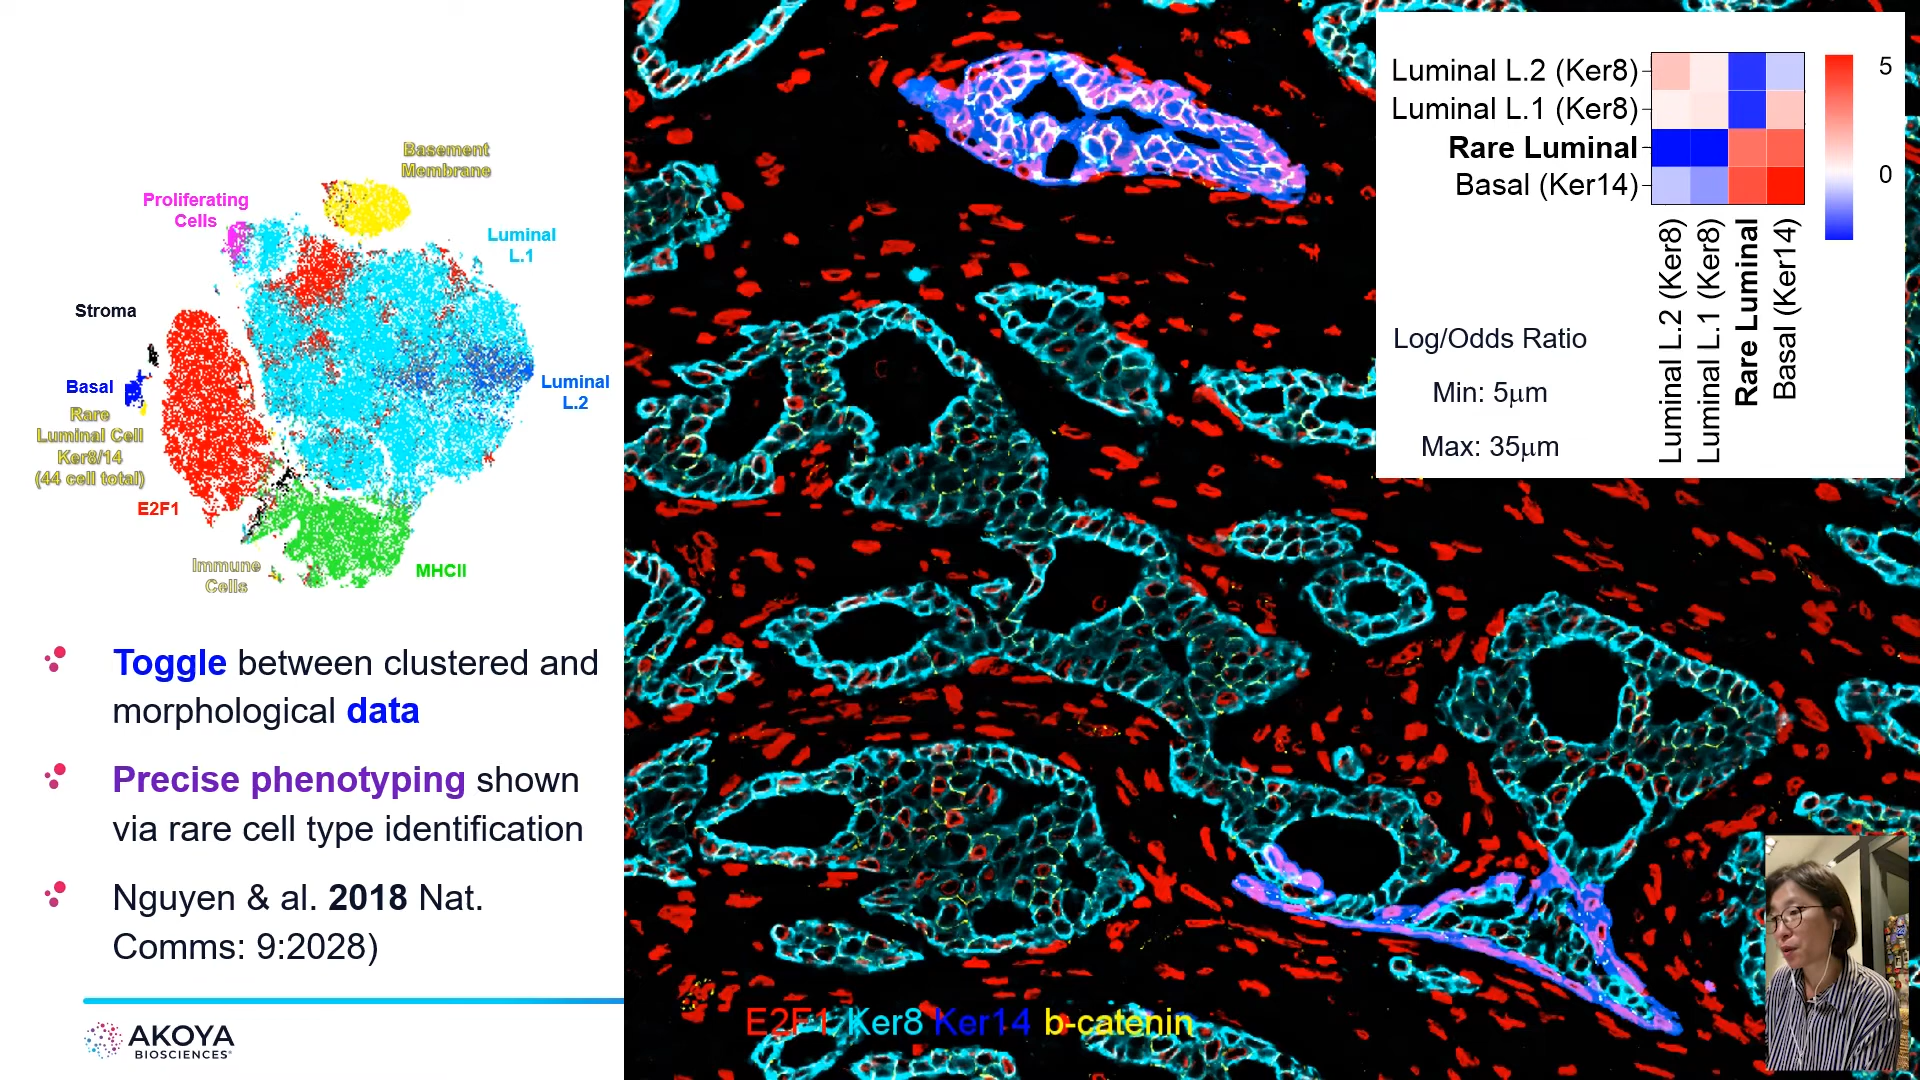 Basement
Membrane
Proliferating
Cells
Luminal
L.1
Stroma
Basal
Luminal
L.2
Rare
Luminal Cell
Ker8/14
(44 cell total)
E2F1
Immune
Cells
MHCII
Toggle between clustered and
morphological data
Precise phenotyping shown
via rare cell type identification
Nguyen & al. 2018 Nat.
Comms: 9:2028)
AKOYA
BIOSCIENCES
Luminal L.2 (Ker8)
Luminal L.1 (Ker8)
Rare Luminal
Basal (Ker14)
5
0
Luminal L.2 (Ker8)
Luminal L.1 (Ker8)
Rare Luminal
Basal (Ker14)
Log/Odds Ratio
Min: 5μm
Max: 35μm
E2F1 Ker8 Ker14 b-catenin